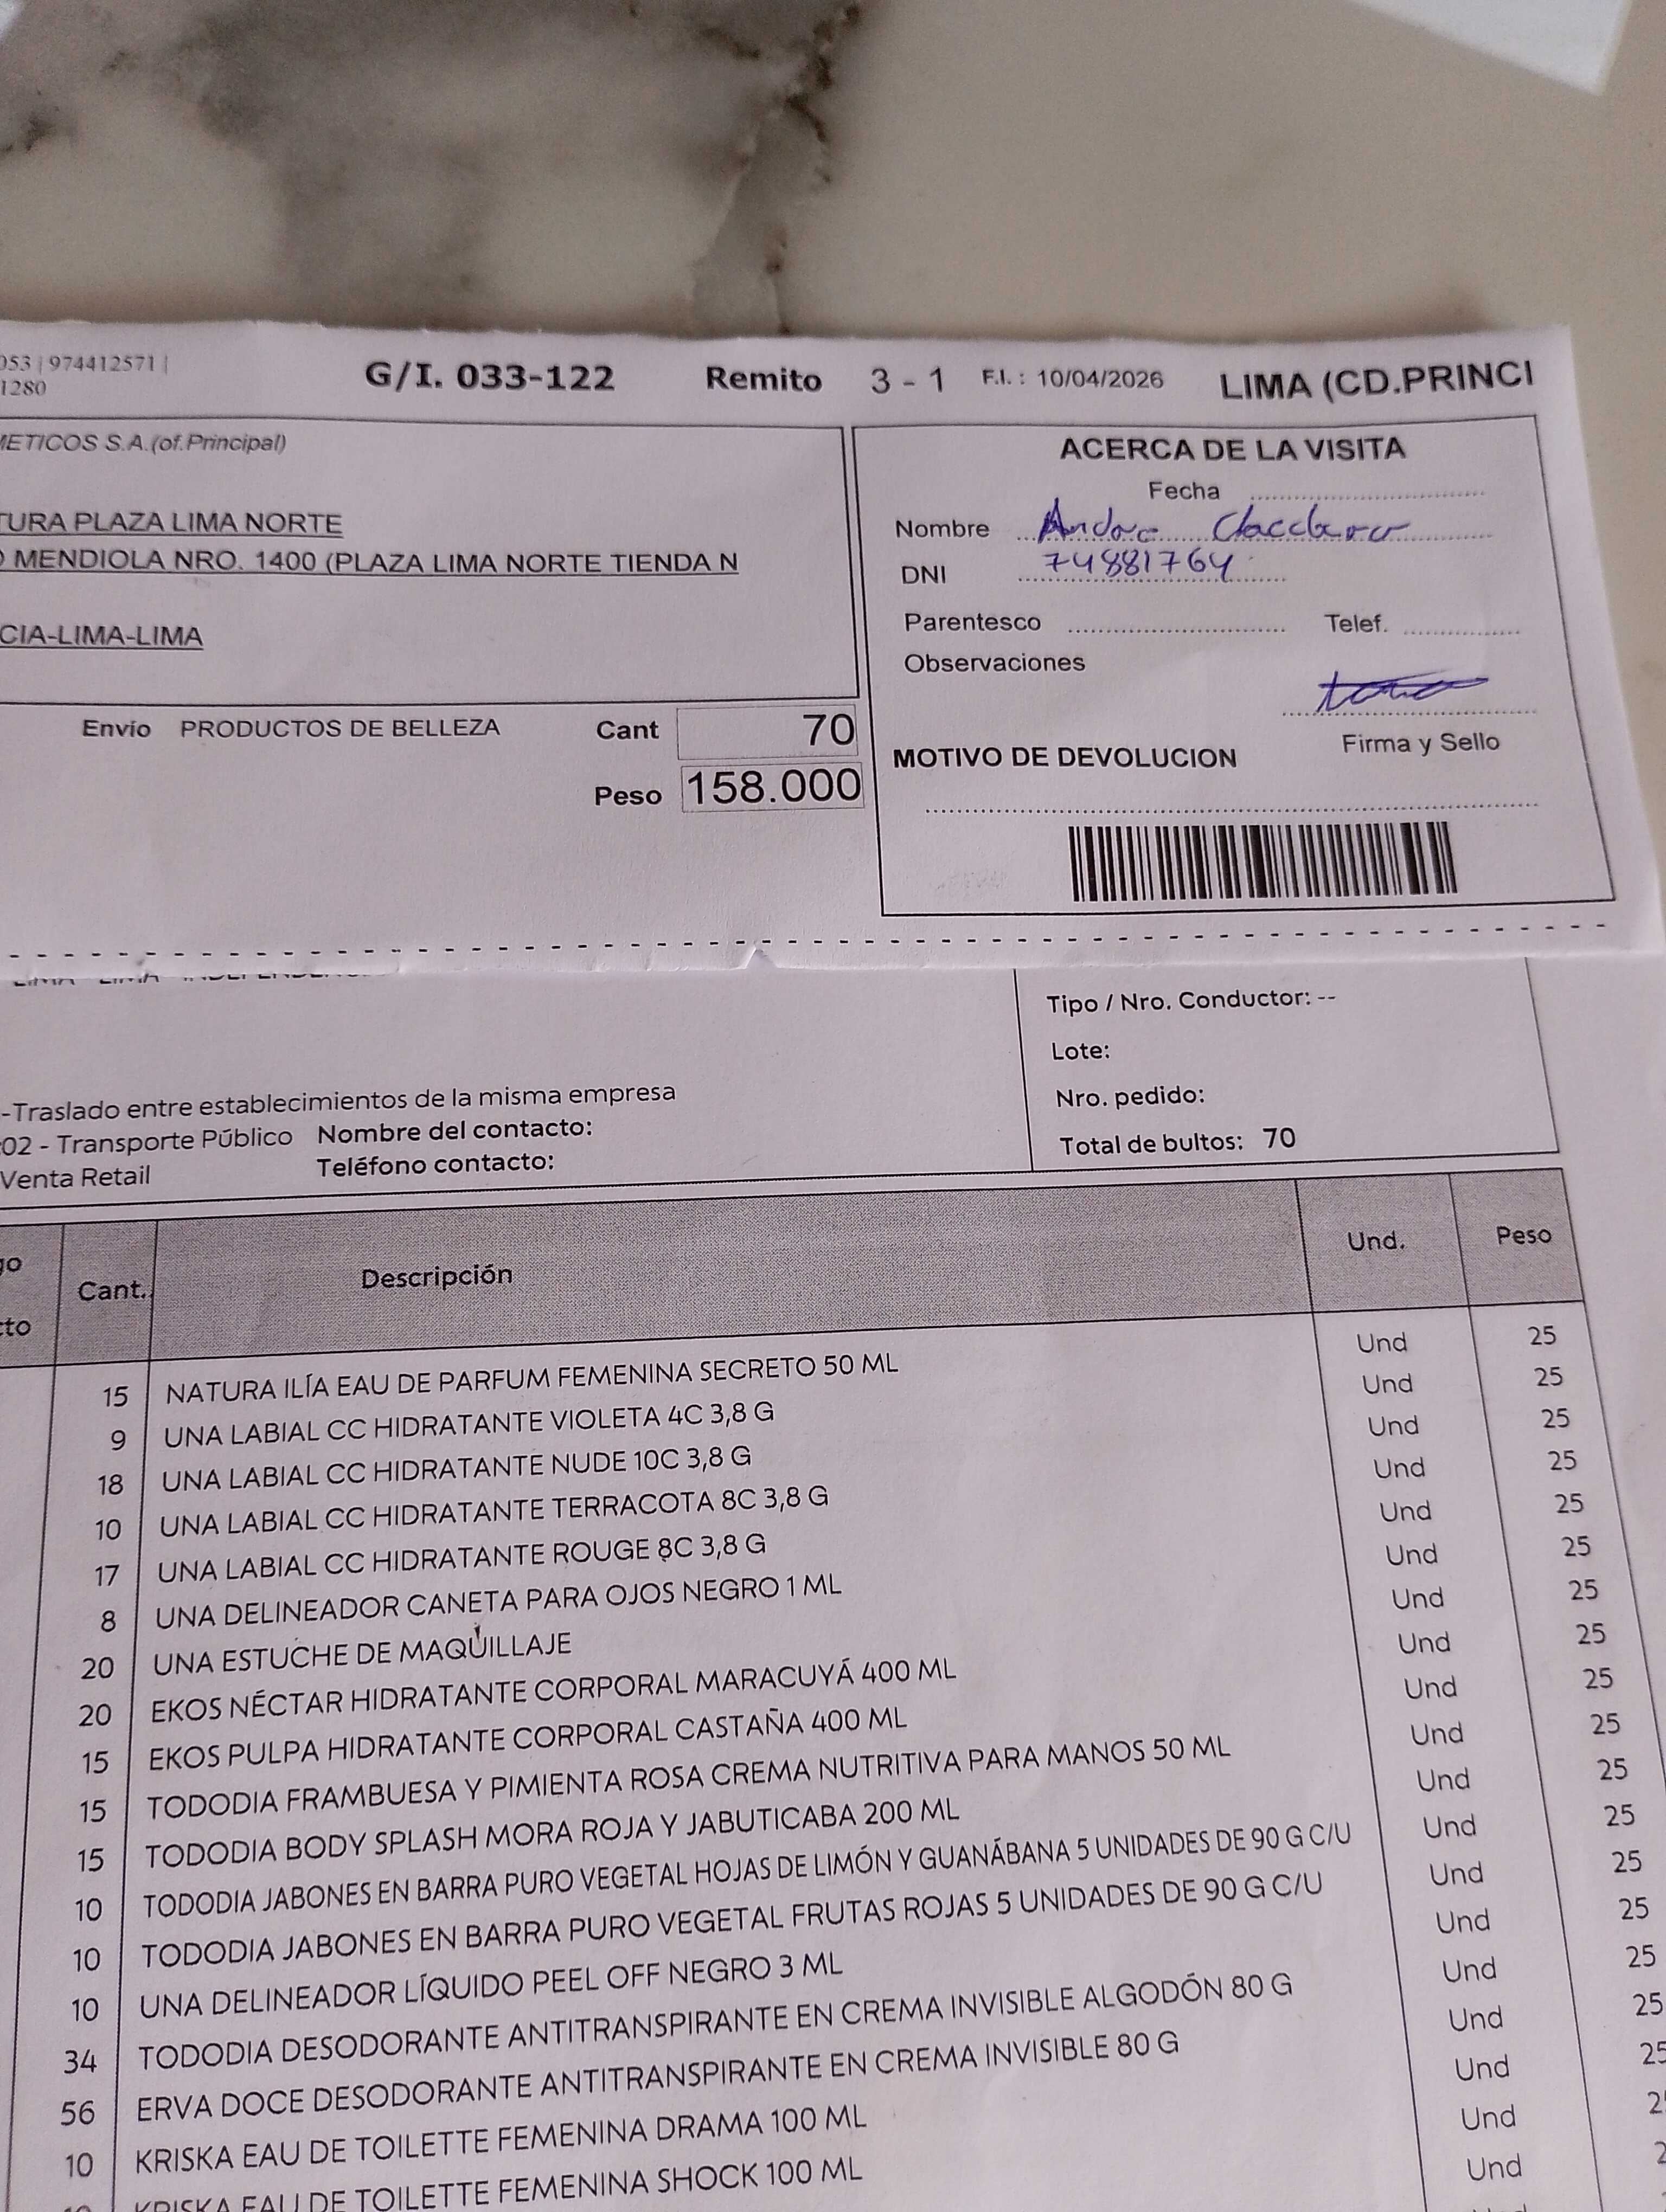 053 | 974412571 |
1280
G/I. 033-122 Remito 3 - 1 F.I. : 10/04/2026 LIMA (CD.PRINCI
METICOS S.A.(of.Principal)
TURA PLAZA LIMA NORTE
O MENDIOLA NRO. 1400 (PLAZA LIMA NORTE TIENDA N
CIA-LIMA-LIMA
Envío PRODUCTOS DE BELLEZA Cant 70
Peso 158.000
ACERCA DE LA VISITA
Fecha
Nombre
DNI 74881764
Parentesco Telef.
Observaciones
Firma y Sello
MOTIVO DE DEVOLUCION
Tipo / Nro. Conductor: --
Lote:
Nro. pedido:
Total de bultos: 70
-Traslado entre establecimientos de la misma empresa
:02 - Transporte Público Nombre del contacto:
Venta Retail Teléfono contacto:
go
cto
Cant. Descripción Und. Peso
15 NATURA ILÍA EAU DE PARFUM FEMENINA SECRETO 50 ML Und 25
9 UNA LABIAL CC HIDRATANTE VIOLETA 4C 3,8 G Und 25
18 UNA LABIAL CC HIDRATANTE NUDE 10C 3,8 G Und 25
10 UNA LABIAL CC HIDRATANTE TERRACOTA 8C 3,8 G Und 25
17 UNA LABIAL CC HIDRATANTE ROUGE 8C 3,8 G Und 25
8 UNA DELINEADOR CANETA PARA OJOS NEGRO 1 ML Und 25
20 UNA ESTUCHE DE MAQUILLAJE Und 25
20 EKOS NÉCTAR HIDRATANTE CORPORAL MARACUYÁ 400 ML Und 25
15 EKOS PULPA HIDRATANTE CORPORAL CASTAÑA 400 ML Und 25
15 TODODIA FRAMBUESA Y PIMIENTA ROSA CREMA NUTRITIVA PARA MANOS 50 ML Und 25
15 TODODIA BODY SPLASH MORA ROJA Y JABUTICABA 200 ML Und 25
10 TODODIA JABONES EN BARRA PURO VEGETAL HOJAS DE LIMÓN Y GUANÁBANA 5 UNIDADES DE 90 G C/U Und 25
10 TODODIA JABONES EN BARRA PURO VEGETAL FRUTAS ROJAS 5 UNIDADES DE 90 G C/U Und 25
10 UNA DELINEADOR LÍQUIDO PEEL OFF NEGRO 3 ML Und 25
34 TODODIA DESODORANTE ANTITRANSPIRANTE EN CREMA INVISIBLE ALGODÓN 80 G Und 25
56 ERVA DOCE DESODORANTE ANTITRANSPIRANTE EN CREMA INVISIBLE 80 G Und 25
10 KRISKA EAU DE TOILETTE FEMENINA DRAMA 100 ML Und 25
KRISKA EAU DE TOILETTE FEMENINA SHOCK 100 ML Und